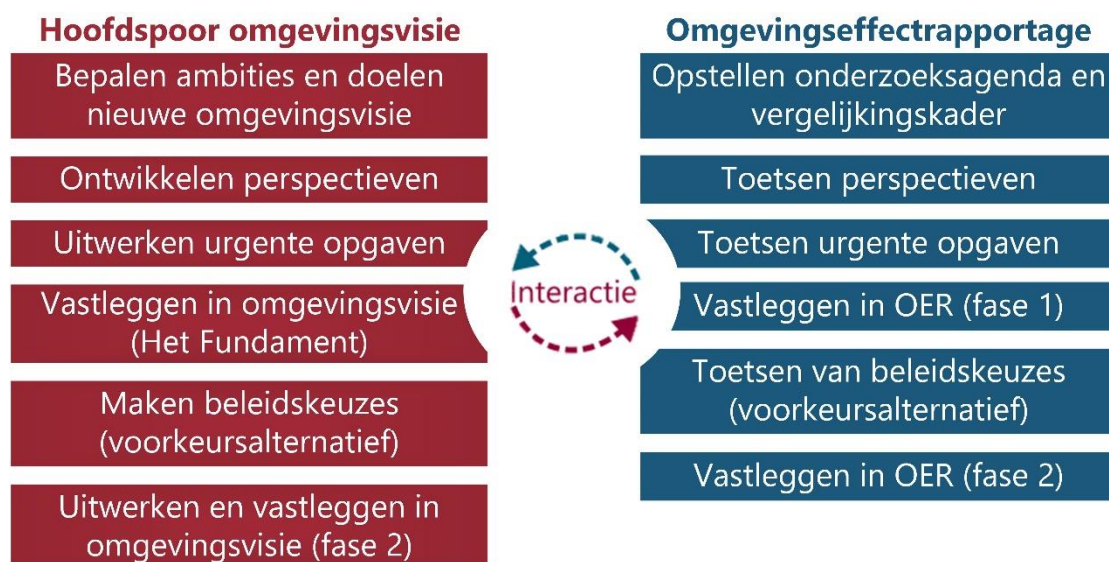 Hoofdspoor omgevingsvisie
Bepalen ambities en doelen
nieuwe omgevingsvisie
Ontwikkelen perspectieven
Uitwerken urgente opgaven
Vastleggen in omgevingsvisie
(Het Fundament)
Maken beleidskeuzes
(voorkeursalternatief)
Uitwerken en vastleggen in
omgevingsvisie (fase 2)
Interactie
Omgevingseffectrapportage
Opstellen onderzoeksagenda en
vergelijkingskader
Toetsen perspectieven
Toetsen urgente opgaven
Vastleggen in OER (fase 1)
Toetsen van beleidskeuzes
(voorkeursalternatief)
Vastleggen in OER (fase 2)